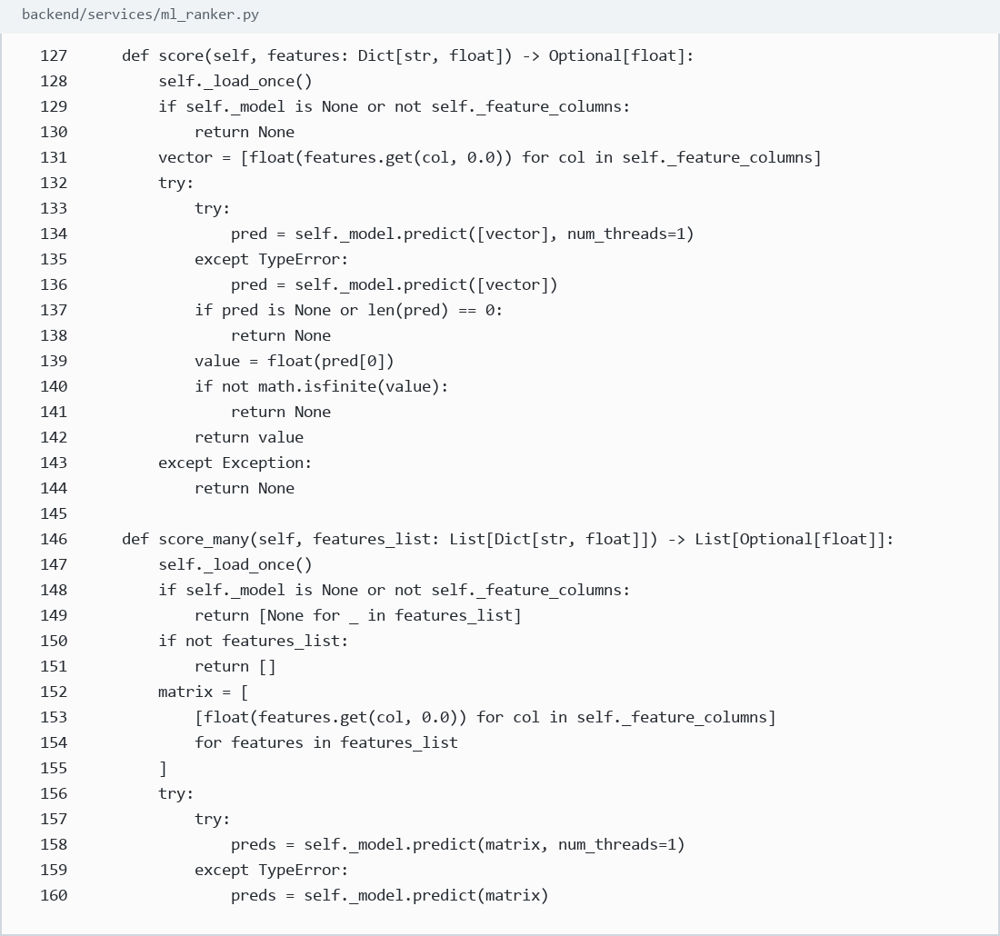 backend/services/ml_ranker.py
127      def score(self, features: Dict[str, float]) -> Optional[float]:
128          self._load_once()
129          if self._model is None or not self._feature_columns:
130              return None
131          vector = [float(features.get(col, 0.0)) for col in self._feature_columns]
132          try:
133              try:
134                  pred = self._model.predict([vector], num_threads=1)
135              except TypeError:
136                  pred = self._model.predict([vector])
137              if pred is None or len(pred) == 0:
138                  return None
139              value = float(pred[0])
140              if not math.isfinite(value):
141                  return None
142              return value
143          except Exception:
144              return None
145
146      def score_many(self, features_list: List[Dict[str, float]]) -> List[Optional[float]]:
147          self._load_once()
148          if self._model is None or not self._feature_columns:
149              return [None for _ in features_list]
150          if not features_list:
151              return []
152          matrix = [
153              [float(features.get(col, 0.0)) for col in self._feature_columns]
154              for features in features_list
155          ]
156          try:
157              try:
158                  preds = self._model.predict(matrix, num_threads=1)
159              except TypeError:
160                  preds = self._model.predict(matrix)